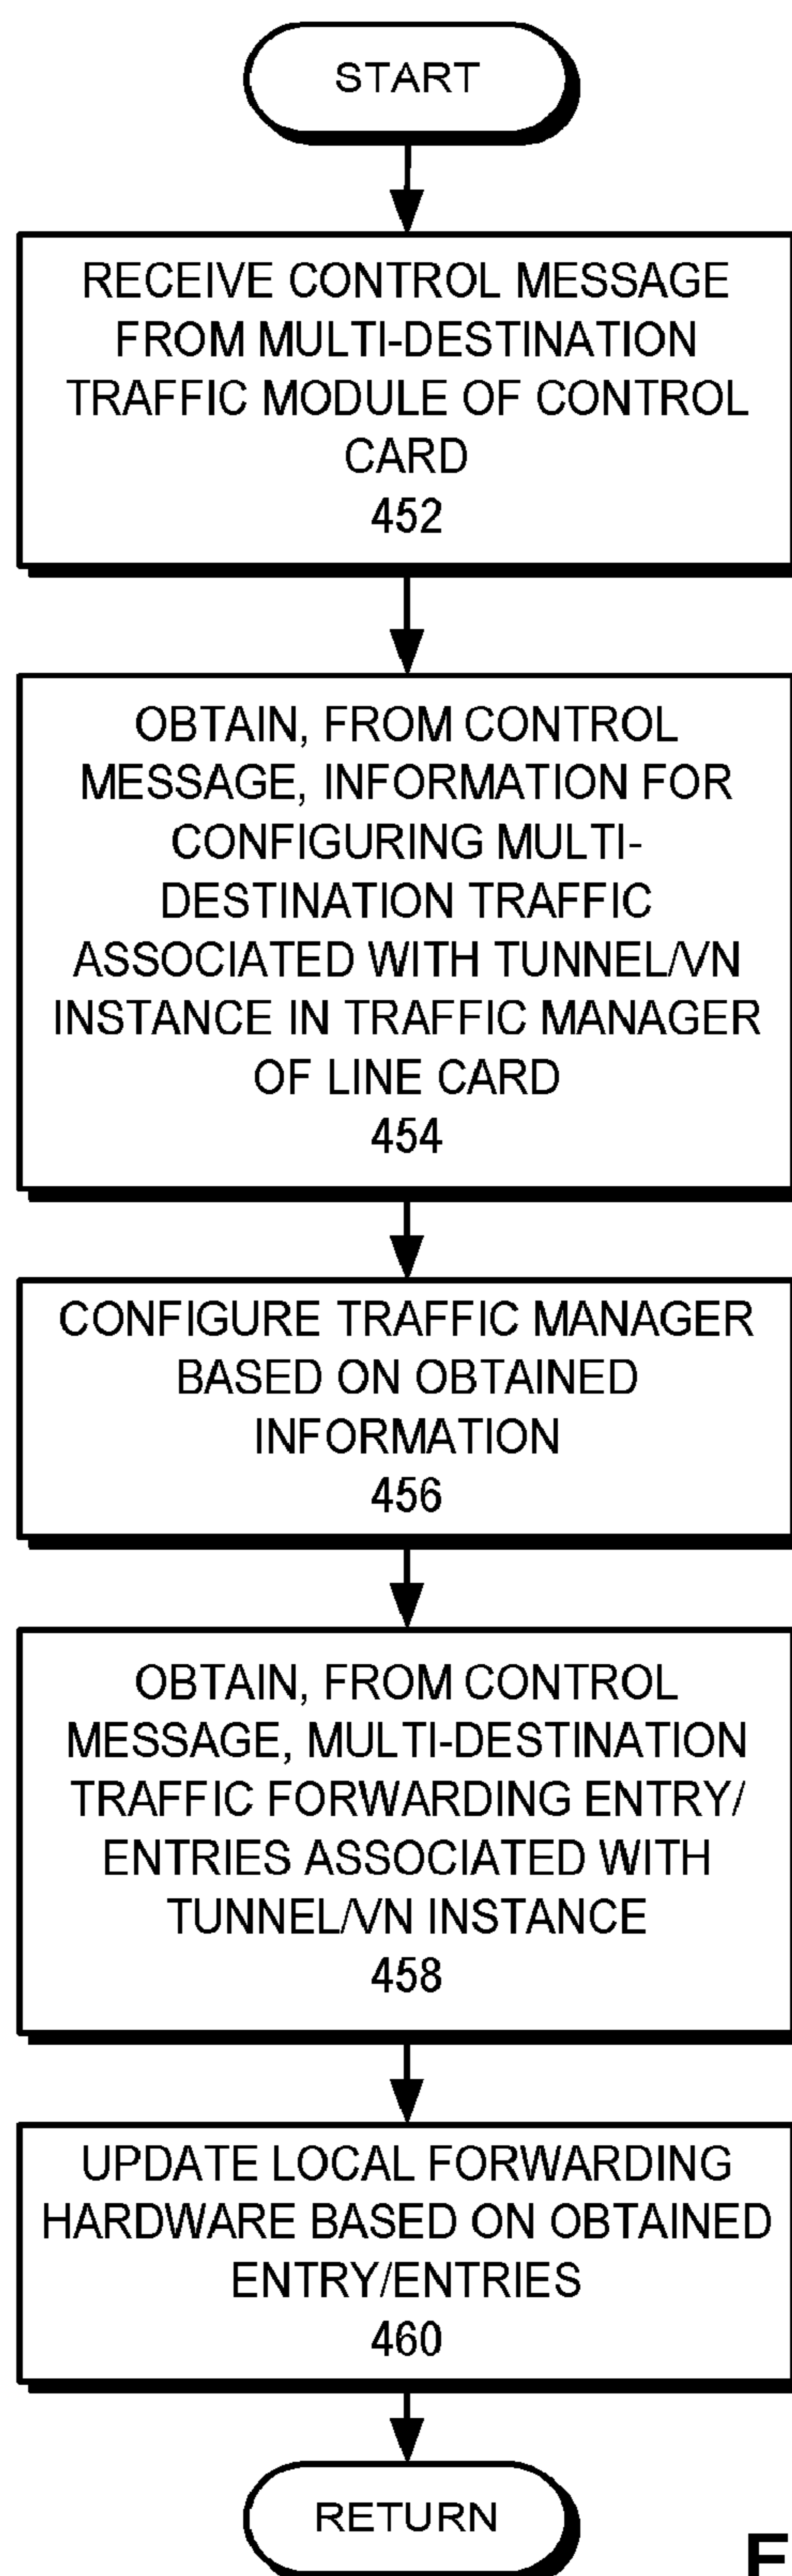 START
RECEIVE CONTROL MESSAGE
FROM MULTI-DESTINATION
TRAFFIC MODULE OF CONTROL
CARD
452
OBTAIN, FROM CONTROL
MESSAGE, INFORMATION FOR
CONFIGURING MULTI-
DESTINATION TRAFFIC
ASSOCIATED WITH TUNNEL/VN
INSTANCE IN TRAFFIC MANAGER
OF LINE CARD
454
CONFIGURE TRAFFIC MANAGER
BASED ON OBTAINED
INFORMATION
456
OBTAIN, FROM CONTROL
MESSAGE, MULTI-DESTINATION
TRAFFIC FORWARDING ENTRY/
ENTRIES ASSOCIATED WITH
TUNNEL/VN INSTANCE
458
UPDATE LOCAL FORWARDING
HARDWARE BASED ON OBTAINED
ENTRY/ENTRIES
460
RETURN